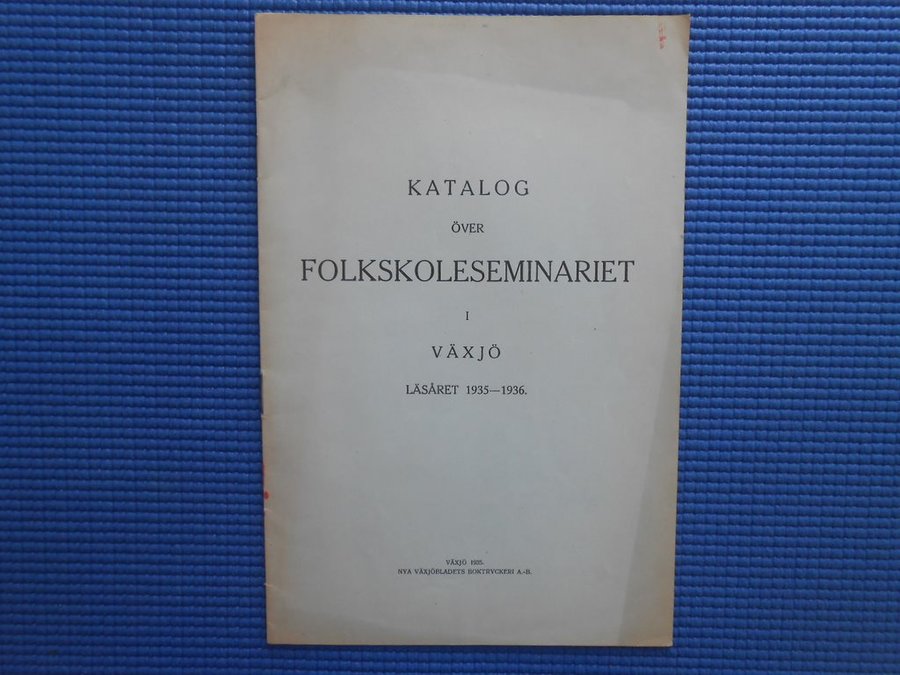 KATALOG
ÖVER
FOLKSKOLESEMINARIET
I
VÄXJÖ
LÄSÅRET 1935—1936.
VÄXJÖ 1935.
NYA VÄXJÖBLADETS BOKTRYCKERI A.-B.